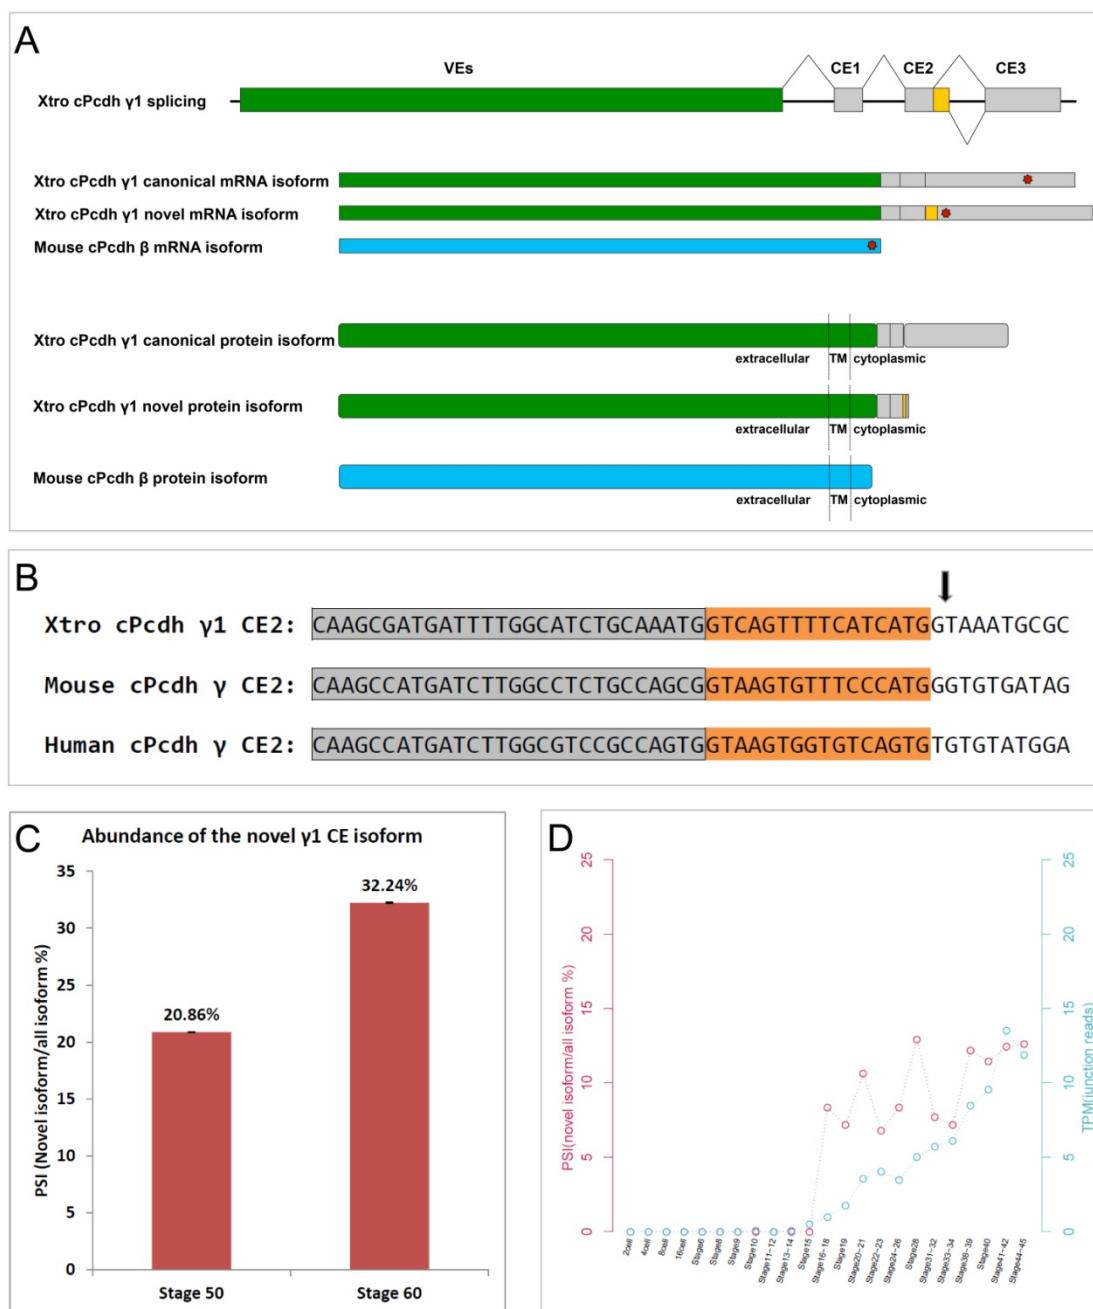 A
VEs CE1 CE2 CE3
Xtro cPcdh γ1 splicing
Xtro cPcdh γ1 canonical mRNA isoform
Xtro cPcdh γ1 novel mRNA isoform
Mouse cPcdh β mRNA isoform
Xtro cPcdh γ1 canonical protein isoform
extracellular TM cytoplasmic
Xtro cPcdh γ1 novel protein isoform
extracellular TM cytoplasmic
Mouse cPcdh β protein isoform
extracellular TM cytoplasmic
B
Xtro cPcdh γ1 CE2: CAAGCGATGATTTTGGCATCTGCAAATGGTCAGTTTTCATCATGGTAAATGCGC
Mouse cPcdh γ CE2: CAAGCCATGATCTTGGCCTCTGCCAGCGGTAAGTGTTTCCCATGGGTGTGATAG
Human cPcdh γ CE2: CAAGCCATGATCTTGGCGTCCGCCAGTGGTAAGTGGTGTCAGTGTGTGTATGGA
C
Abundance of the novel γ1 CE isoform
PSI (Novel isoform/all isoform %)
35
30
25
20
15
10
5
0
20.86%
32.24%
Stage 50 Stage 60
D
PSI(novel isoform/all isoform %)
25
20
15
10
5
0
TPM(junction reads)
25
20
15
10
5
0
2cell
4cell
8cell
16cell
Stage6
Stage8
Stage9
Stage10
Stage11-12
Stage13-14
Stage15
Stage16-18
Stage19
Stage20-21
Stage22-23
Stage24-26
Stage28
Stage31-32
Stage33-34
Stage38-39
Stage40
Stage41-42
Stage44-45